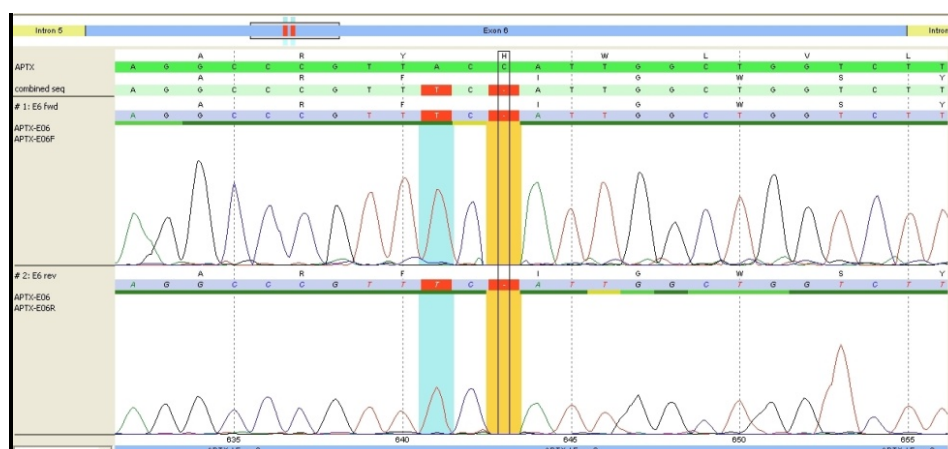 Intron 5 Exon 6 Intron
A R Y H W L V L
APTX A G G C C C G T T A C C A T T G G C T G G T C T T
A R F I G W S Y
combined seq A G G C C C G T T T C - A T T G G C T G G T C T T
# 1: E6 fwd A R F I G W S Y
A G G C C C G T T T C - A T T G G C T G G T C T T
APTX-E06
APTX-E06F
# 2: E6 rev A R F I G W S Y
A G G C C C G T T T C - A T T G G C T G G T C T T
APTX-E06
APTX-E06R
635 640 645 650 655